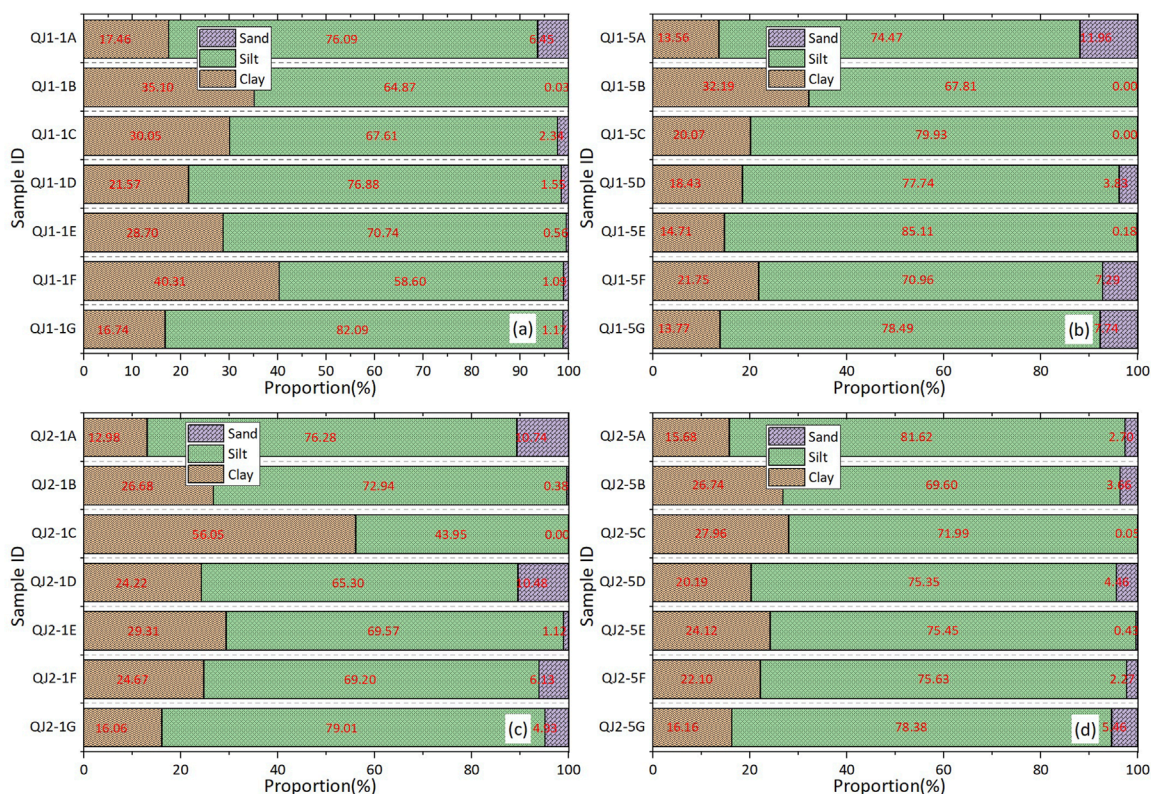 QJ1-1A 17.46 76.09 6.45
QJ1-1B 35.10 64.87 0.03
QJ1-1C 30.05 67.61 2.34
QJ1-1D 21.57 76.88 1.55
QJ1-1E 28.70 70.74 0.56
QJ1-1F 40.31 58.60 1.09
QJ1-1G 16.74 82.09 1.17
Sand
Silt
Clay
(a)
Sample ID
0 10 20 30 40 50 60 70 80 90 100
Proportion(%)
QJ1-5A 13.56 74.47 11.96
QJ1-5B 32.19 67.81 0.00
QJ1-5C 20.07 79.93 0.00
QJ1-5D 18.43 77.74 3.83
QJ1-5E 14.71 85.11 0.18
QJ1-5F 21.75 70.96 7.29
QJ1-5G 13.77 78.49 7.74
Sand
Silt
Clay
(b)
Sample ID
0 20 40 60 80 100
Proportion(%)
QJ2-1A 12.98 76.28 10.74
QJ2-1B 26.68 72.94 0.38
QJ2-1C 56.05 43.95 0.00
QJ2-1D 24.22 65.30 10.48
QJ2-1E 29.31 69.57 1.12
QJ2-1F 24.67 69.20 6.13
QJ2-1G 16.06 79.01 4.93
Sand
Silt
Clay
(c)
Sample ID
0 20 40 60 80 100
Proportion(%)
QJ2-5A 15.68 81.62 2.70
QJ2-5B 26.74 69.60 3.66
QJ2-5C 27.96 71.99 0.05
QJ2-5D 20.19 75.35 4.46
QJ2-5E 24.12 75.45 0.43
QJ2-5F 22.10 75.63 2.27
QJ2-5G 16.16 78.38 5.46
Sand
Silt
Clay
(d)
Sample ID
0 20 40 60 80 100
Proportion(%)